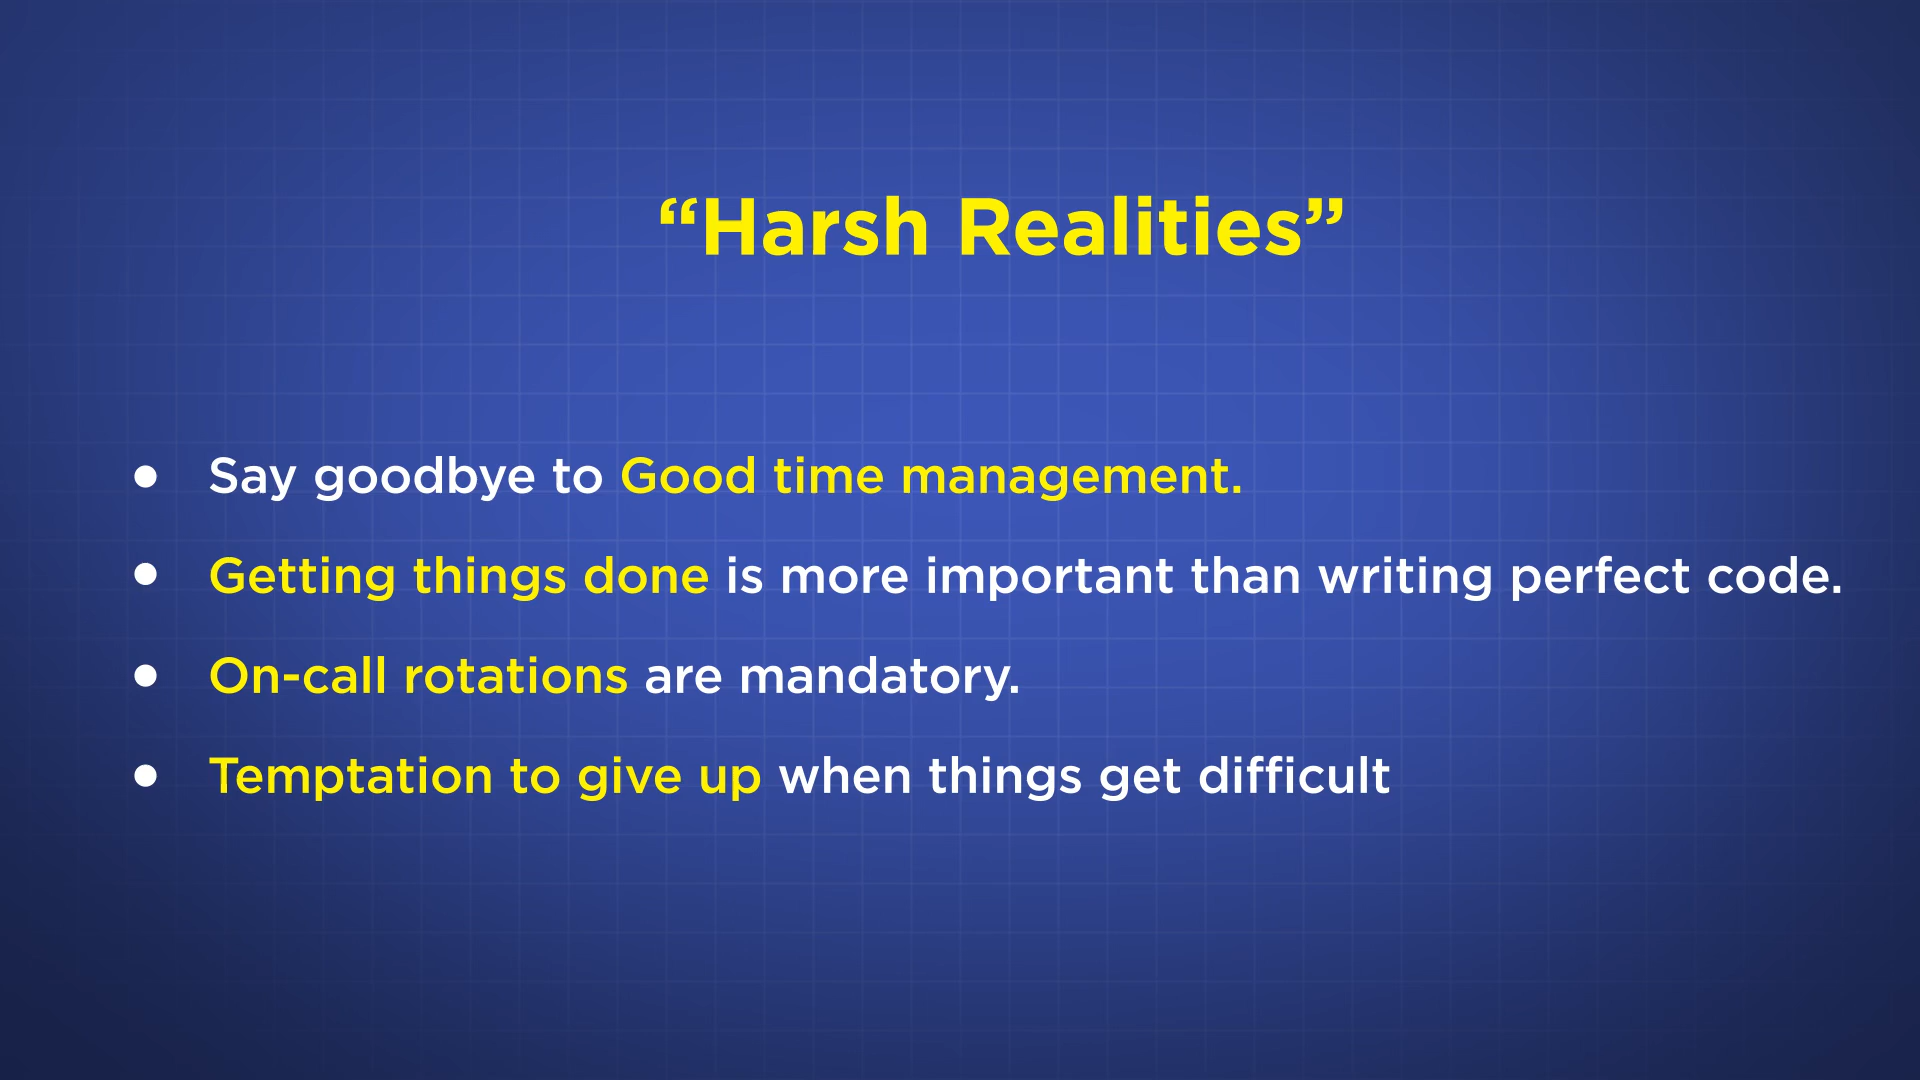 “Harsh Realities”
● Say goodbye to Good time management.
● Getting things done is more important than writing perfect code.
● On-call rotations are mandatory.
● Temptation to give up when things get difficult